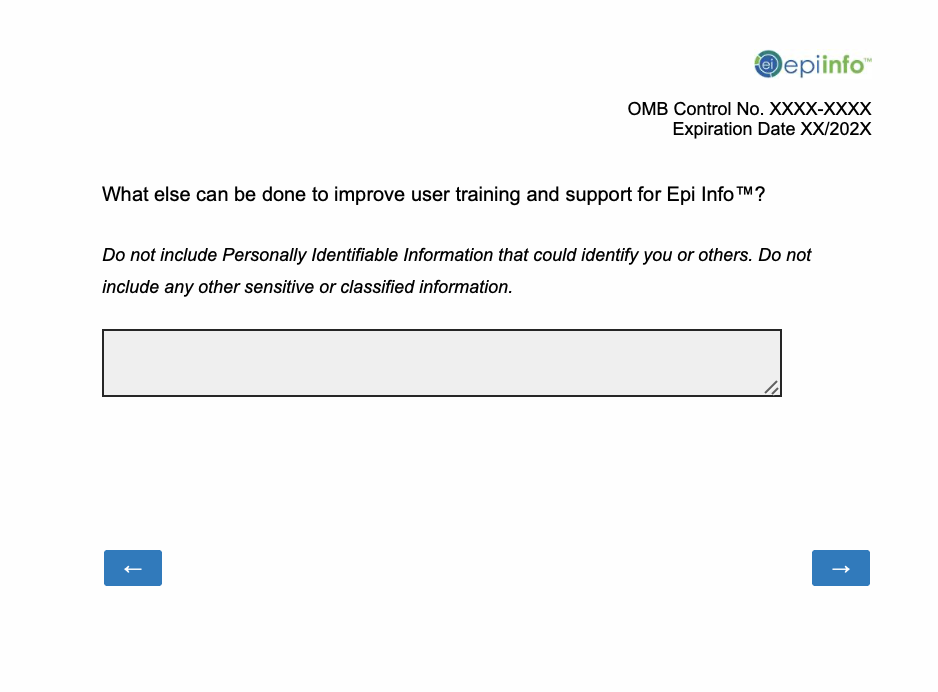 ei epiinfo™
OMB Control No. XXXX-XXXX
Expiration Date XX/202X
What else can be done to improve user training and support for Epi Info™?
Do not include Personally Identifiable Information that could identify you or others. Do not
include any other sensitive or classified information.
← →